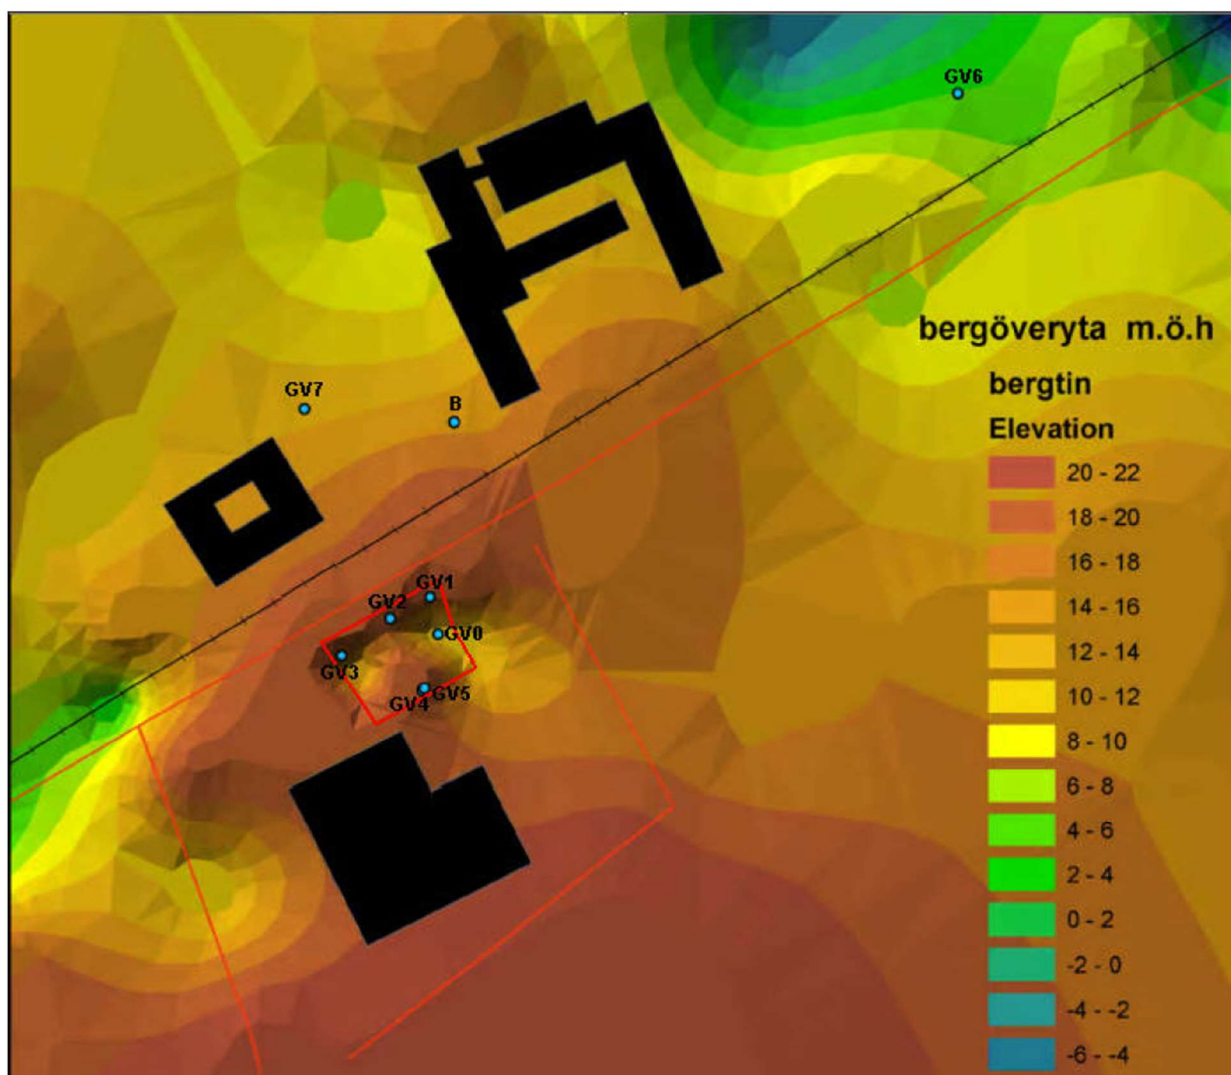 GV6
bergöveryta m.ö.h
bergtin
Elevation
GV7
B
20 - 22
18 - 20
16 - 18
14 - 16
12 - 14
10 - 12
8 - 10
6 - 8
4 - 6
2 - 4
0 - 2
-2 - 0
-4 - -2
-6 - -4
GV1
GV2
GV0
GV3
GV4
GV5